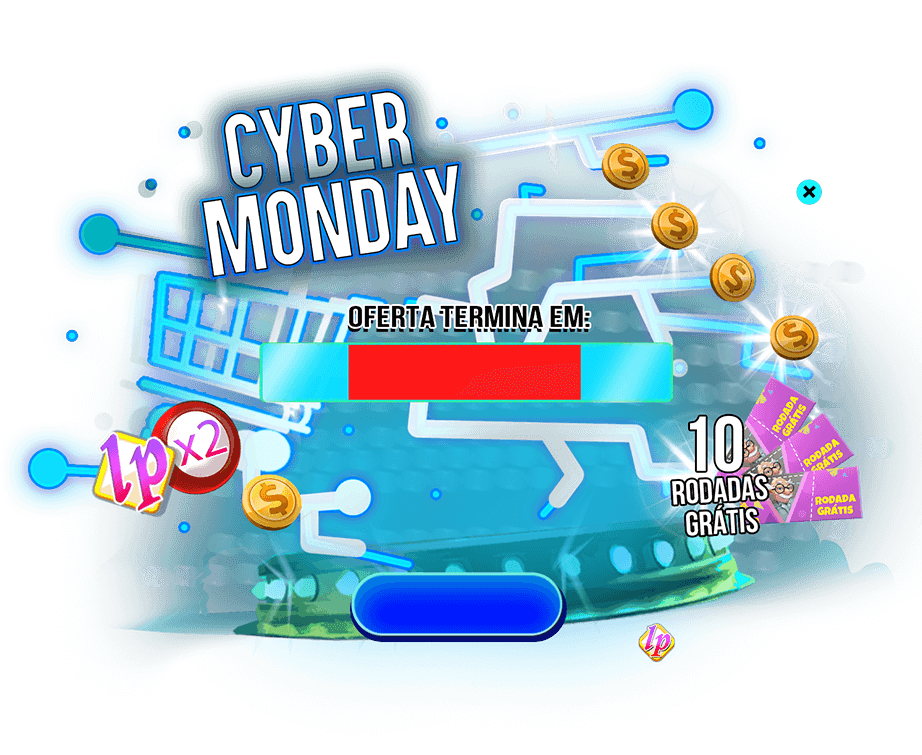 CYBER
MONDAY
OFERTA TERMINA EM:
lp x2
10
RODADAS
GRÁTIS
RODADA
GRÁTIS
RODADA
GRÁTIS
RODADA
GRÁTIS
lp